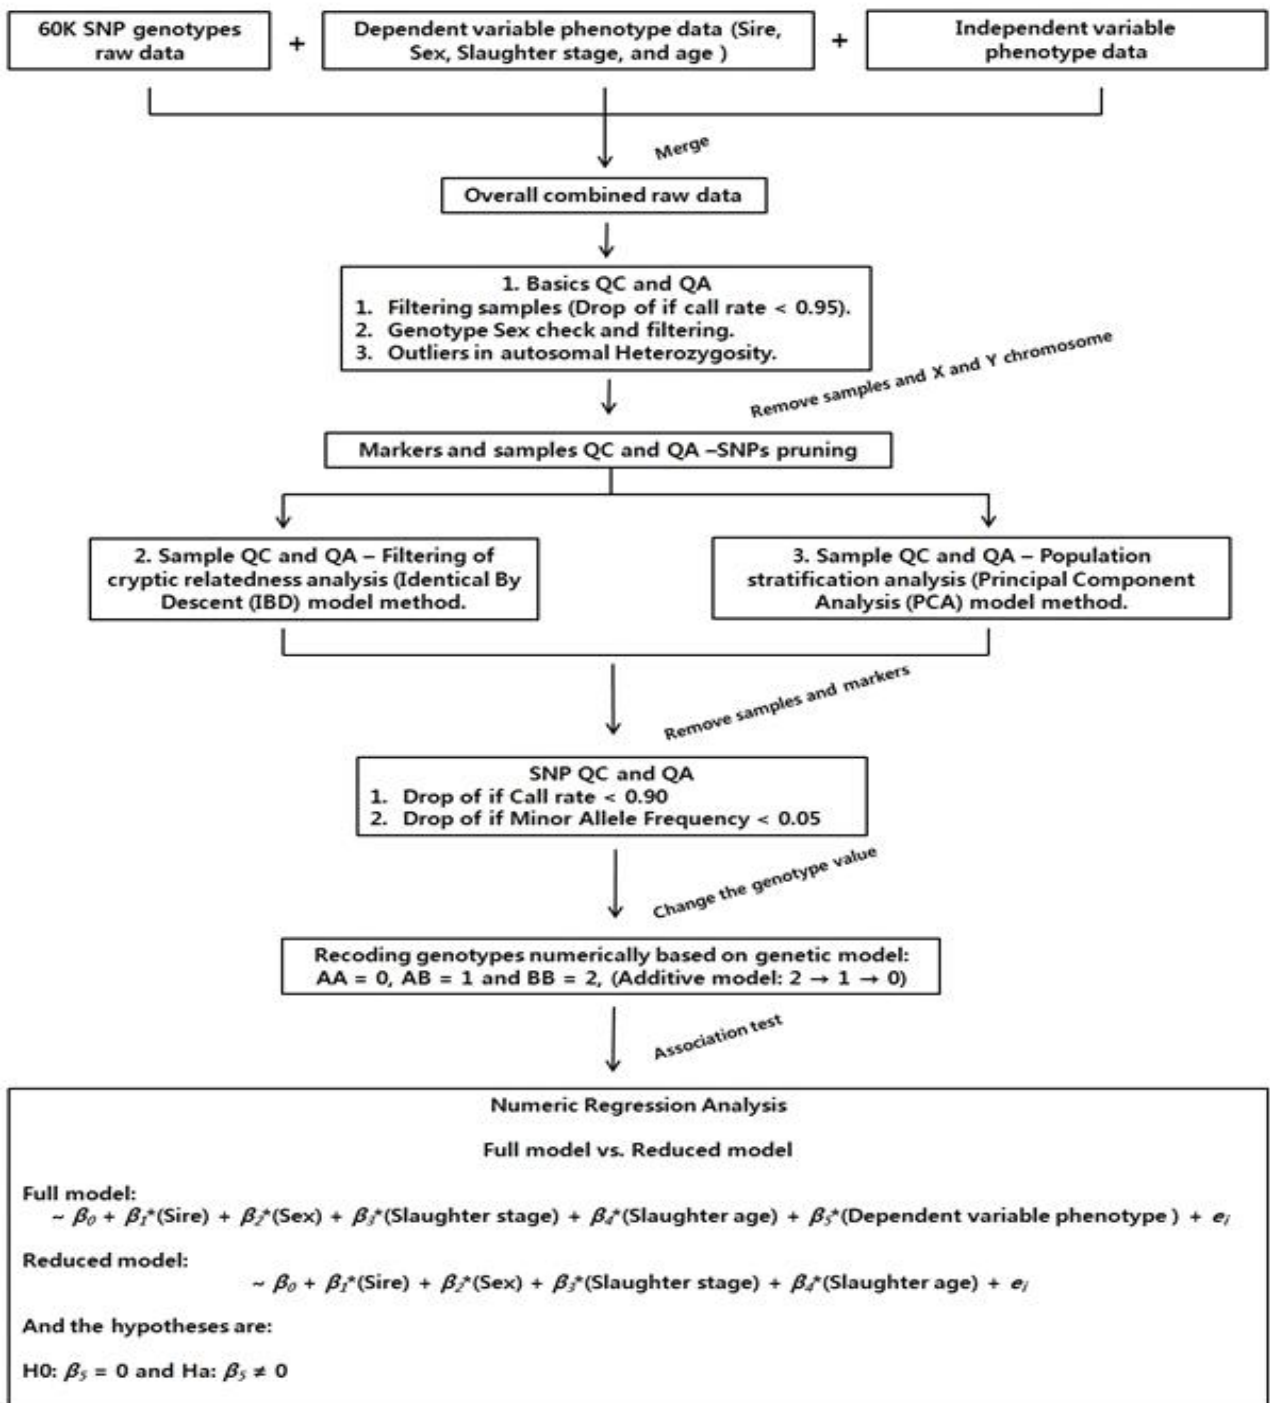 60K SNP genotypes
raw data
+
Dependent variable phenotype data (Sire,
Sex, Slaughter stage, and age )
+
Independent variable
phenotype data
Merge
Overall combined raw data
1. Basics QC and QA
1. Filtering samples (Drop of if call rate < 0.95).
2. Genotype Sex check and filtering.
3. Outliers in autosomal Heterozygosity.
Remove samples and X and Y chromosome
Markers and samples QC and QA –SNPs pruning
2. Sample QC and QA – Filtering of
cryptic relatedness analysis (Identical By
Descent (IBD) model method.
3. Sample QC and QA – Population
stratification analysis (Principal Component
Analysis (PCA) model method.
Remove samples and markers
SNP QC and QA
1. Drop of if Call rate < 0.90
2. Drop of if Minor Allele Frequency < 0.05
Change the genotype value
Recoding genotypes numerically based on genetic model:
AA = 0, AB = 1 and BB = 2, (Additive model: 2 → 1 → 0)
Association test
Numeric Regression Analysis
Full model vs. Reduced model
Full model:
~ β0 + β1*(Sire) + β2*(Sex) + β3*(Slaughter stage) + β4*(Slaughter age) + β5*(Dependent variable phenotype ) + ei
Reduced model:
~ β0 + β1*(Sire) + β2*(Sex) + β3*(Slaughter stage) + β4*(Slaughter age) + ei
And the hypotheses are:
H0: β5 = 0 and Ha: β5 ≠ 0